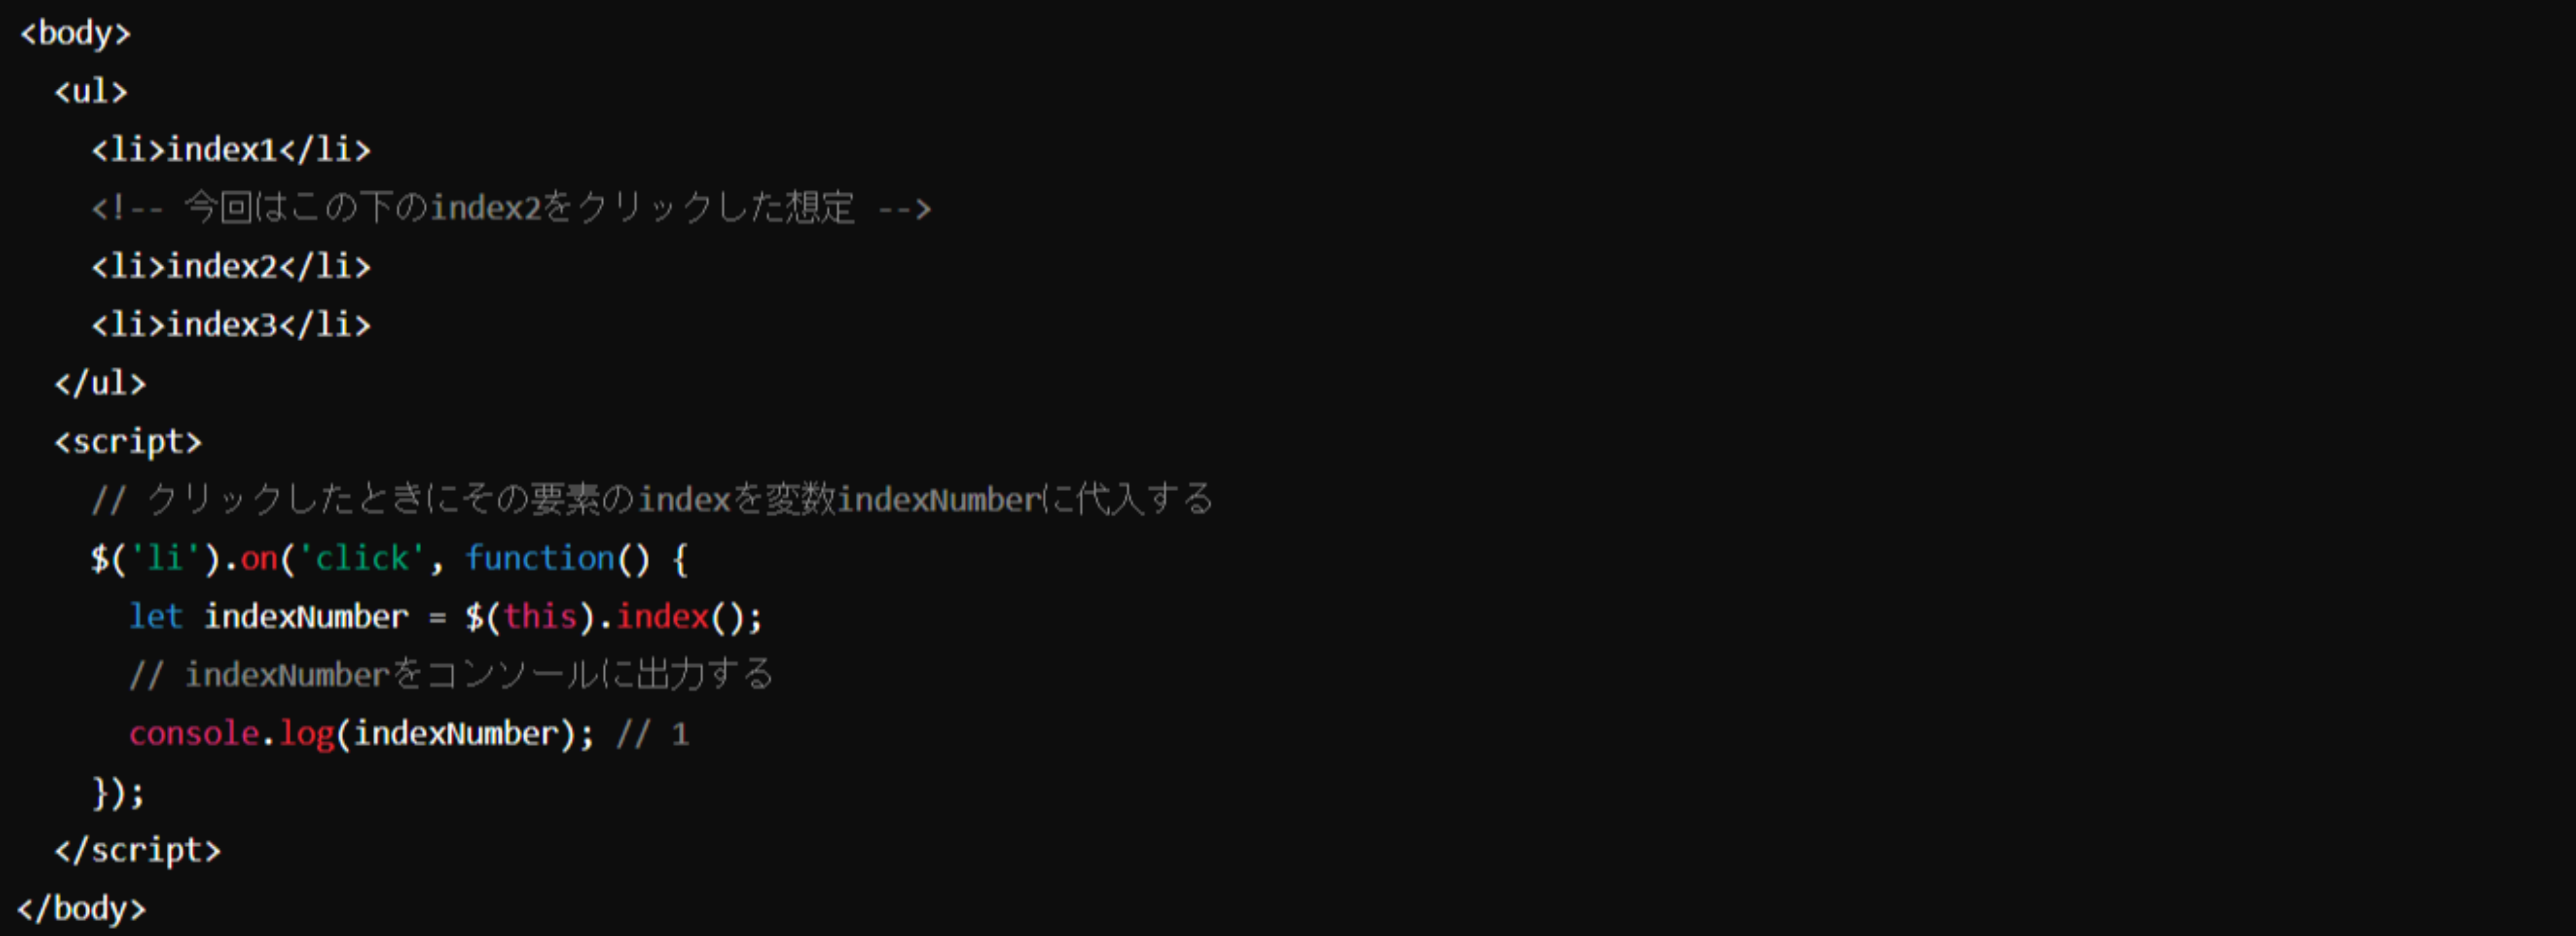 <body>
<ul>
<li>index1</li>
<!-- 今回はこの下のindex2をクリックした想定 -->
<li>index2</li>
<li>index3</li>
</ul>
<script>
// クリックしたときにその要素のindexを変数indexNumberに代入する
$('li').on('click', function() {
let indexNumber = $(this).index();
// indexNumberをコンソールに出力する
console.log(indexNumber); // 1
});
</script>
</body>